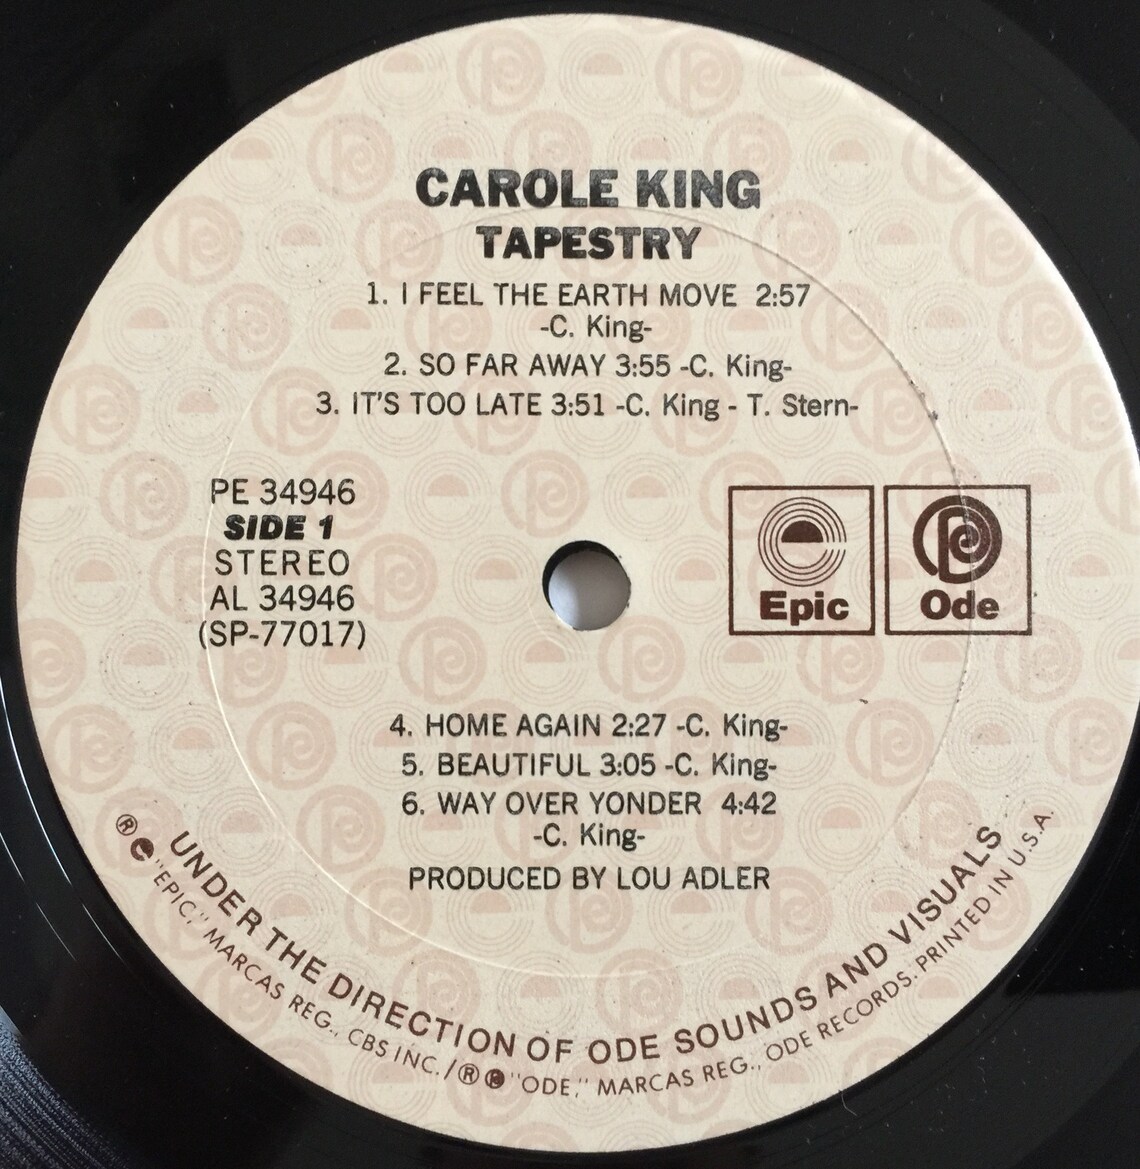 CAROLE KING
TAPESTRY
1. I FEEL THE EARTH MOVE 2:57
-C. King-
2. SO FAR AWAY 3:55 -C. King-
3. IT'S TOO LATE 3:51 -C. King - T. Stern-
PE 34946
SIDE 1
STEREO
AL 34946
(SP-77017)
Epic
Ode
4. HOME AGAIN 2:27 -C. King-
5. BEAUTIFUL 3:05 -C. King-
6. WAY OVER YONDER 4:42
-C. King-
PRODUCED BY LOU ADLER
UNDER THE DIRECTION OF ODE SOUNDS AND VISUALS
® "EPIC," MARCAS REG., CBS INC./® "ODE," MARCAS REG., ODE RECORDS. PRINTED IN U.S.A.